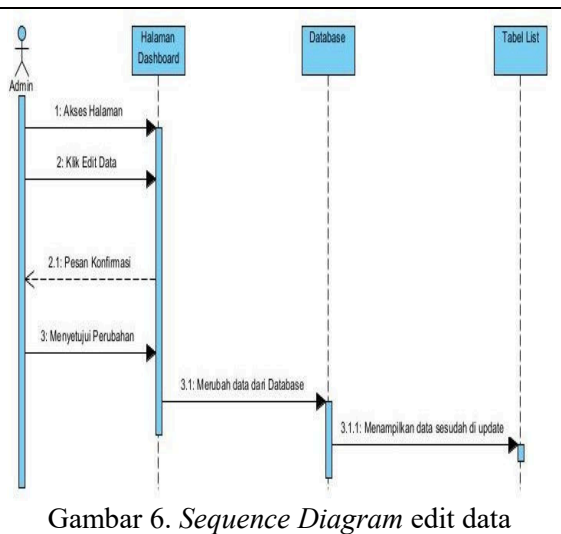 Halaman
Dashboard
Database
Tabel List
Admin
1: Akses Halaman
2: Klik Edit Data
2.1: Pesan Konfirmasi
3: Menyetujui Perubahan
3.1: Merubah data dari Database
3.1.1: Menampilkan data sesudah di update
Gambar 6. Sequence Diagram edit data